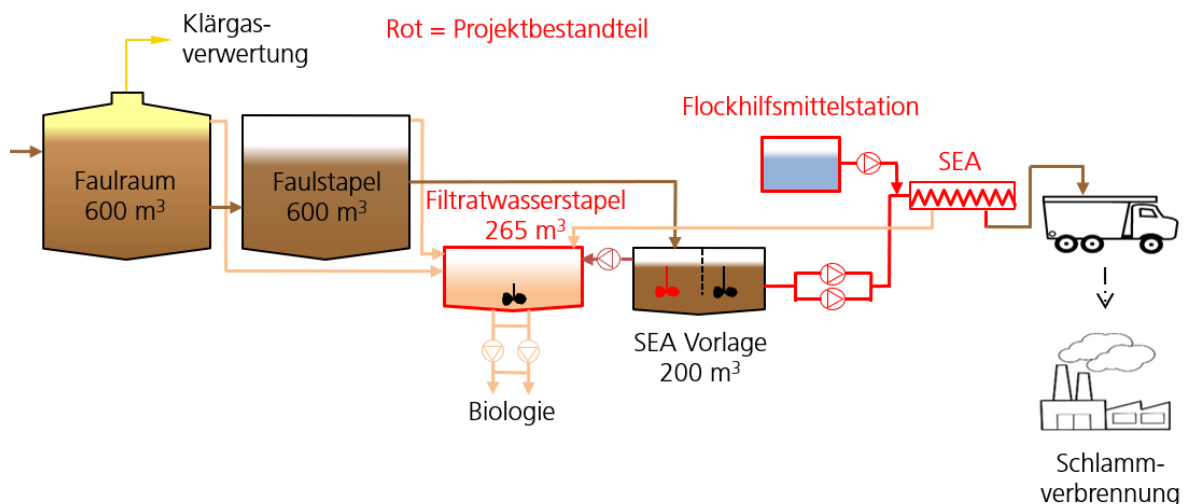 Klärgas-
verwertung
Rot = Projektbestandteil
Flockhilfsmittelstation
SEA
Faulraum
600 m³
Faulstapel
600 m³
Filtratwasserstapel
265 m³
SEA Vorlage
200 m³
Biologie
Schlamm-
verbrennung